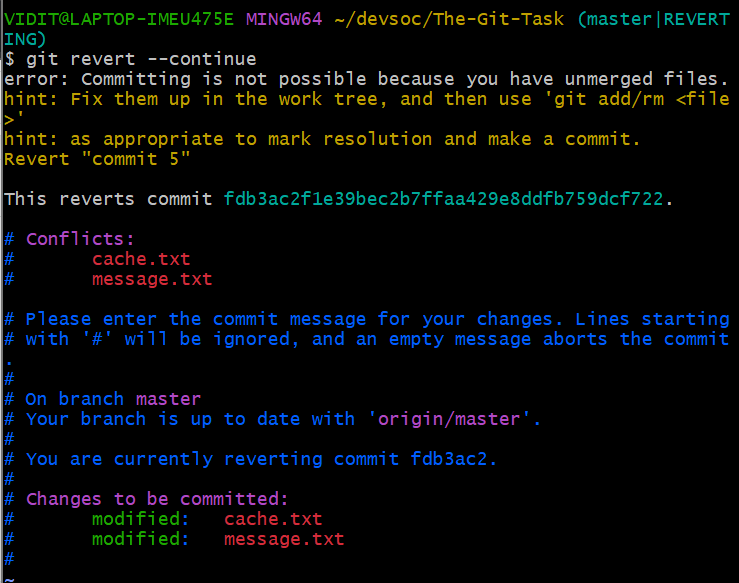 VIDIT@LAPTOP-IMEU475E MINGW64 ~/devsoc/The-Git-Task (master|REVERT
ING)
$ git revert --continue
error: Committing is not possible because you have unmerged files.
hint: Fix them up in the work tree, and then use 'git add/rm <file
>'
hint: as appropriate to mark resolution and make a commit.
Revert "commit 5"
This reverts commit fdb3ac2f1e39bec2b7ffaa429e8ddfb759dcf722.
# Conflicts:
#       cache.txt
#       message.txt
# Please enter the commit message for your changes. Lines starting
# with '#' will be ignored, and an empty message aborts the commit
.
#
# On branch master
# Your branch is up to date with 'origin/master'.
#
# You are currently reverting commit fdb3ac2.
#
# Changes to be committed:
#       modified:   cache.txt
#       modified:   message.txt
#
~